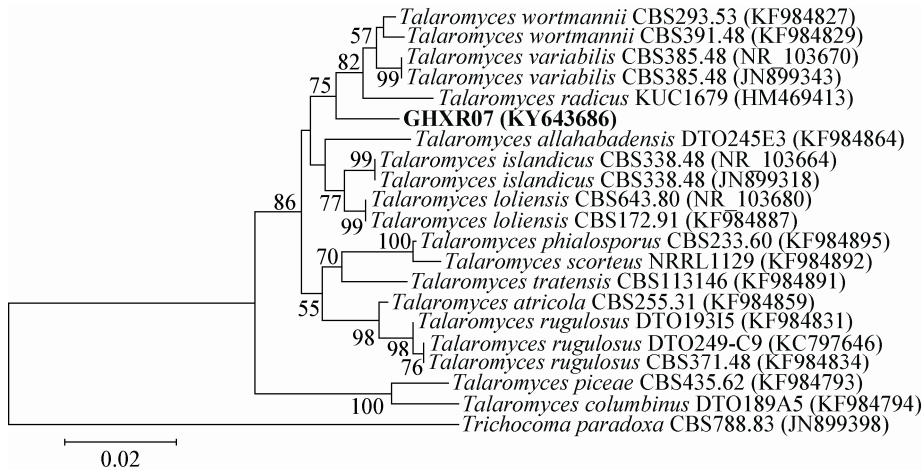 Talaromyces wortmannii CBS293.53 (KF984827)
57
Talaromyces wortmannii CBS391.48 (KF984829)
Talaromyces variabilis CBS385.48 (NR_103670)
82
99
Talaromyces variabilis CBS385.48 (JN899343)
75
Talaromyces radicus KUC1679 (HM469413)
GHXR07 (KY643686)
Talaromyces allahabadensis DTO245E3 (KF984864)
99
Talaromyces islandicus CBS338.48 (NR_103664)
Talaromyces islandicus CBS338.48 (JN899318)
86
77
Talaromyces loliensis CBS643.80 (NR_103680)
99
Talaromyces loliensis CBS172.91 (KF984887)
100
Talaromyces phialosporus CBS233.60 (KF984895)
70
Talaromyces scorteus NRRL1129 (KF984892)
Talaromyces tratensis CBS113146 (KF984891)
55
Talaromyces atricola CBS255.31 (KF984859)
Talaromyces rugulosus DTO193I5 (KF984831)
98
98
Talaromyces rugulosus DTO249-C9 (KC797646)
76
Talaromyces rugulosus CBS371.48 (KF984834)
Talaromyces piceae CBS435.62 (KF984793)
100
Talaromyces columbinus DTO189A5 (KF984794)
Trichocoma paradoxa CBS788.83 (JN899398)
0.02